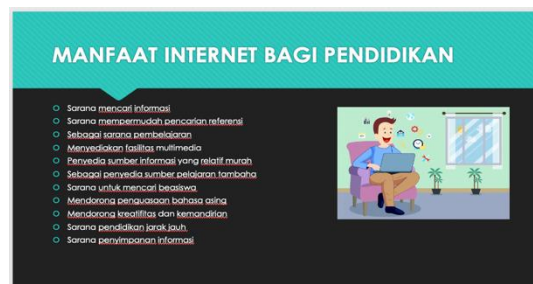 MANFAAT INTERNET BAGI PENDIDIKAN
Sarana mencari informasi
Sarana mempermudah pencarian referensi
Sebagai sarana pembelajaran
Menyediakan fasilitas multimedia
Penyedia sumber informasi yang relatif murah
Sebagai penyedia sumber pelajaran tambaha
Sarana untuk mencari beasiswa
Mendorong penguasaan bahasa asing
Mendorong kreatifitas dan kemandirian
Sarana pendidikan jarak jauh
Sarana penyimpanan informasi